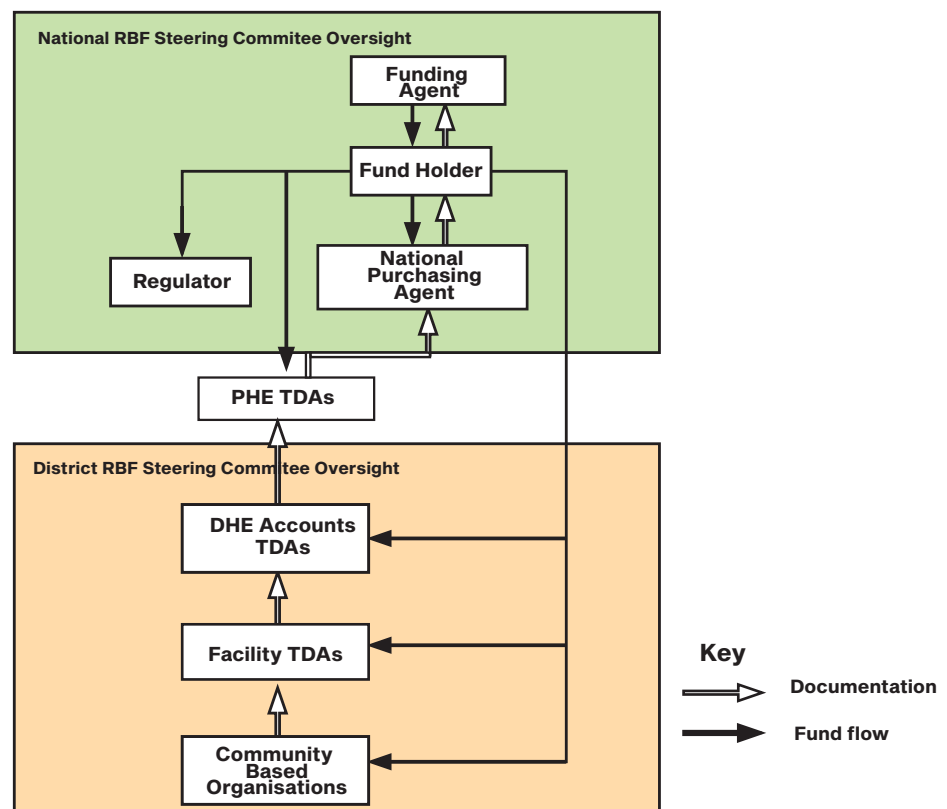 National RBF Steering Commitee Oversight
Funding
Agent
Fund Holder
National
Purchasing
Agent
Regulator
PHE TDAs
District RBF Steering Commitee Oversight
DHE Accounts
TDAs
Facility TDAs
Community
Based
Organisations
Key
Documentation
Fund flow